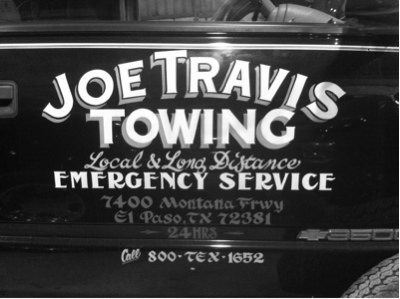 JOE TRAVIS
TOWING
Local & Long Distance
EMERGENCY SERVICE
7400 Montana Frwy
El Paso.TX 72381
- 24 HRS -
3500
Call 800-TEX-1652